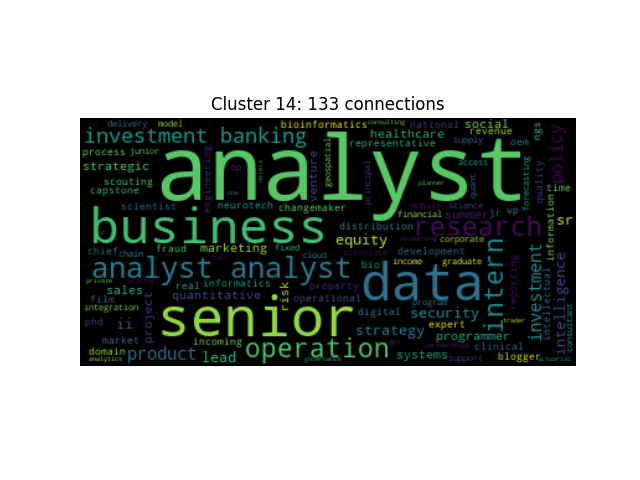 Cluster 14: 133 connections
delivery model bioinformatics consulting national social
investment banking healthcare revenue oem ngs
process junior representative supply
strategic analyst access policy
scouting engineering venture geospatial principal quant forecasting quality
capstone planner
scientist neurotech changemaker mobile science time
business distribution financial summer jr vp sr
research
chief chain fraud marketing fixed equity associate accounting corporate information
cloud development
analyst analyst data income graduate intern investment
real informatics bio reporting intellectual intelligence
private sales property program
film quantitative risk operational digital security consultant
integration
phd ii project senior strategy expert trader
market incoming programmer
domain product lead operation systems clinical blogger
analytics governance partnerships support actuarial